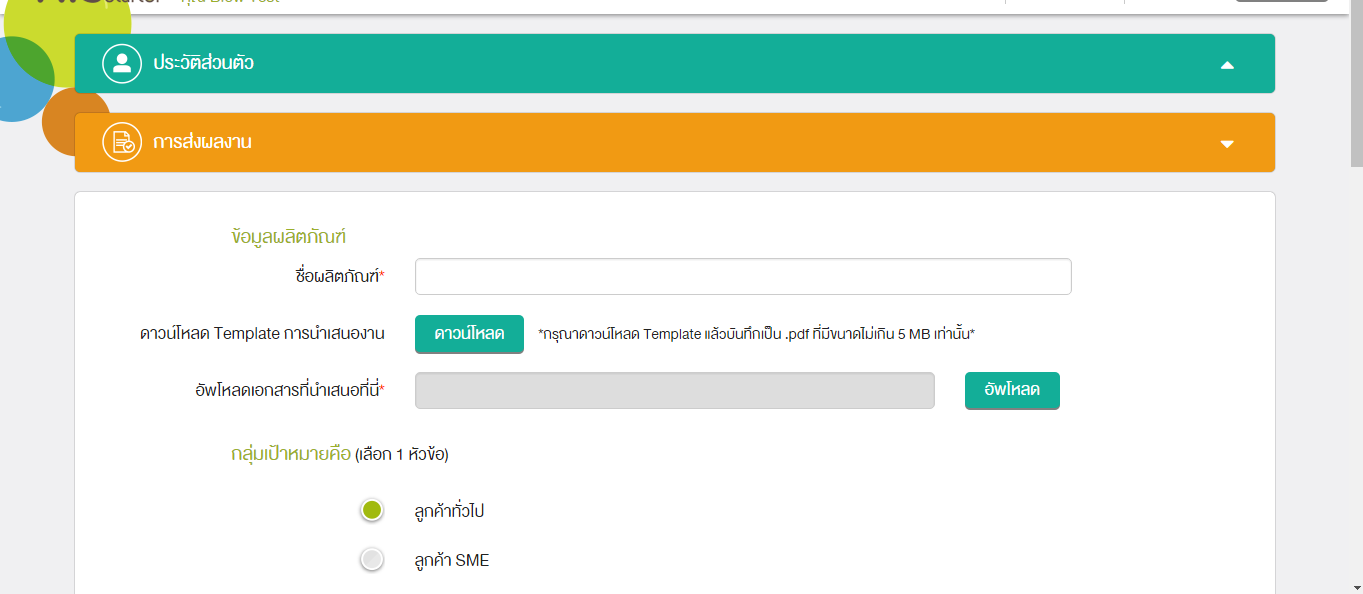 ประวัติส่วนตัว
การส่งผลงาน
ข้อมูลผลิตภัณฑ์
ชื่อผลิตภัณฑ์*
ดาวน์โหลด Template การนำเสนองาน ดาวน์โหลด *กรุณาดาวน์โหลด Template แล้วบันทึกเป็น .pdf ที่มีขนาดไม่เกิน 5 MB เท่านั้น*
อัพโหลดเอกสารที่นำเสนอที่นี่* อัพโหลด
กลุ่มเป้าหมายคือ (เลือก 1 หัวข้อ)
ลูกค้าทั่วไป
ลูกค้า SME